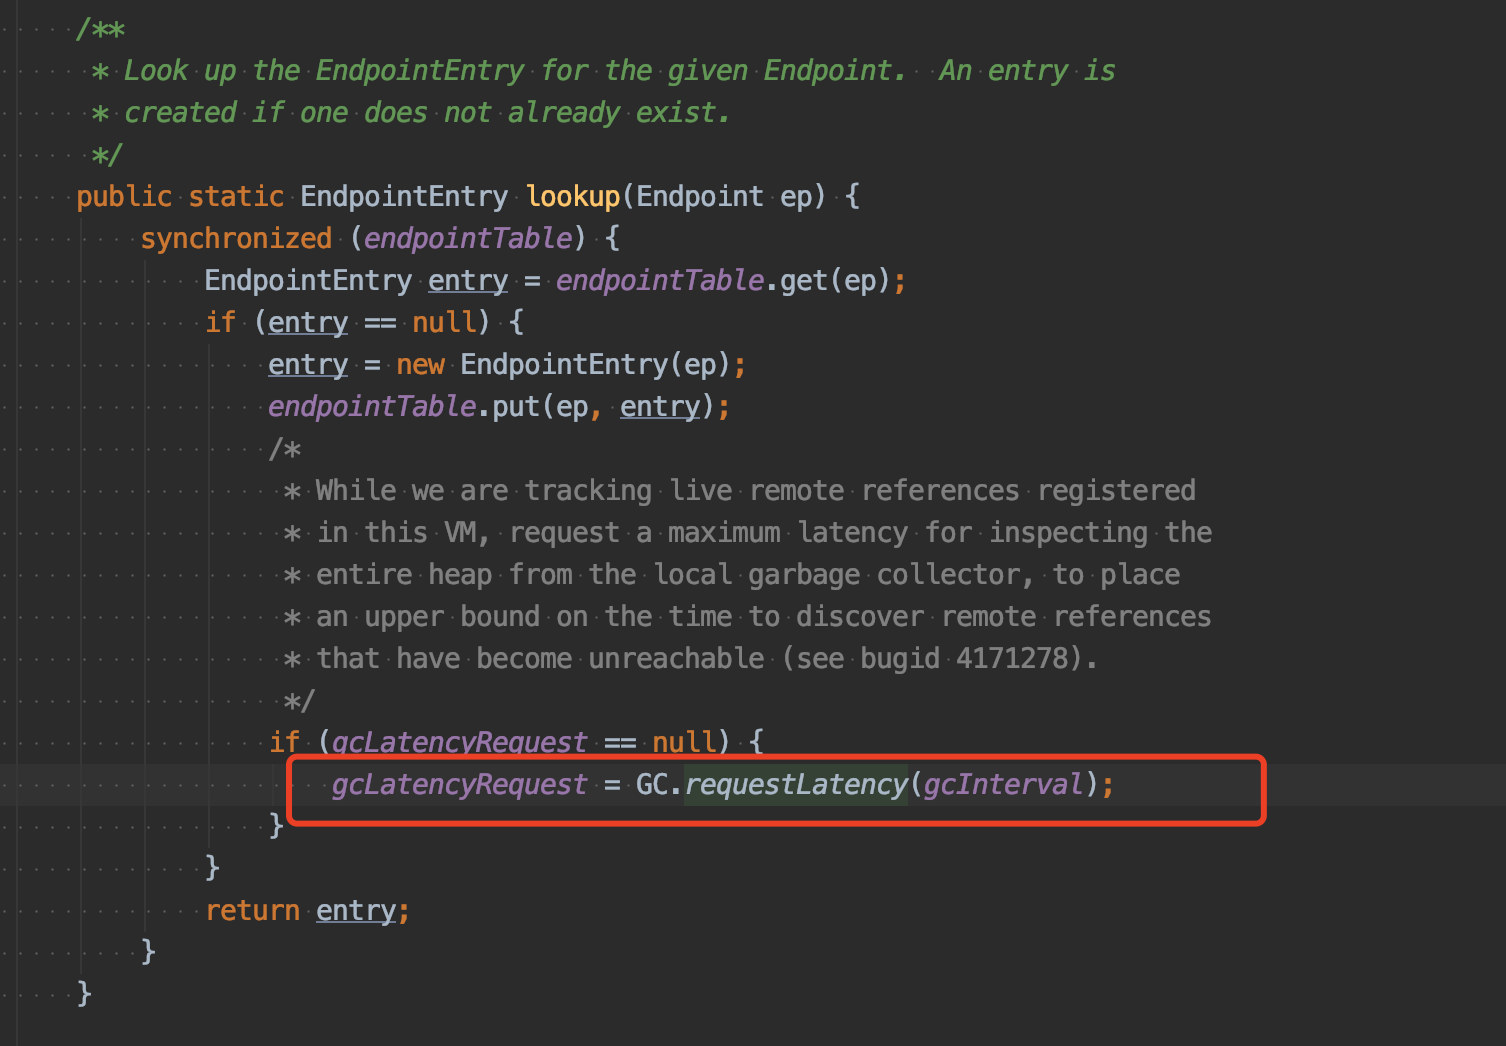 /**
* Look up the EndpointEntry for the given Endpoint.  An entry is
* created if one does not already exist.
*/
public static EndpointEntry lookup(Endpoint ep) {
synchronized (endpointTable) {
EndpointEntry entry = endpointTable.get(ep);
if (entry == null) {
entry = new EndpointEntry(ep);
endpointTable.put(ep, entry);
/*
* While we are tracking live remote references registered
* in this VM, request a maximum latency for inspecting the
* entire heap from the local garbage collector, to place
* an upper bound on the time to discover remote references
* that have become unreachable (see bugid 4171278).
*/
if (gcLatencyRequest == null) {
gcLatencyRequest = GC.requestLatency(gcInterval);
}
}
return entry;
}
}